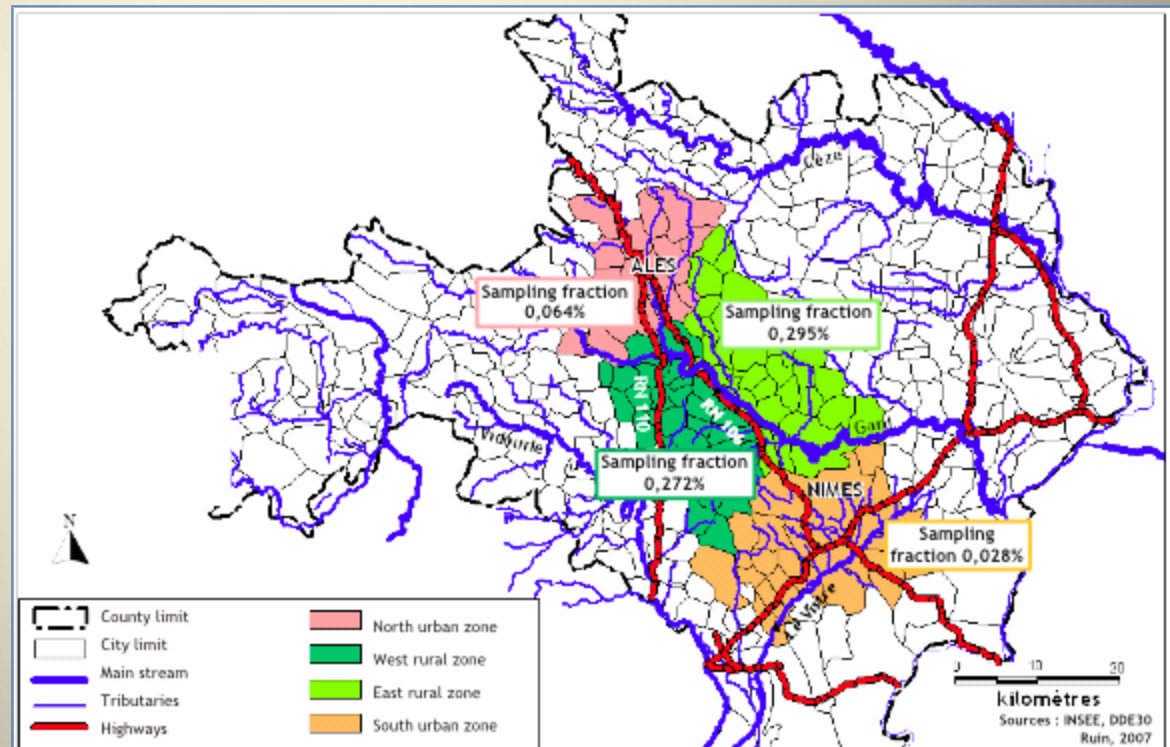 Cèze
ALES
Sampling fraction
0,064%
Sampling fraction
0,295%
RN 110
RN 106
Gard
Vidourle
Sampling fraction
0,272%
NIMES
Sampling
fraction 0,028%
Le Vistre
N
County limit
City limit
Main stream
Tributaries
Highways
North urban zone
West rural zone
East rural zone
South urban zone
0 10 20
kilomètres
Sources : INSEE, DDE30
Ruin, 2007